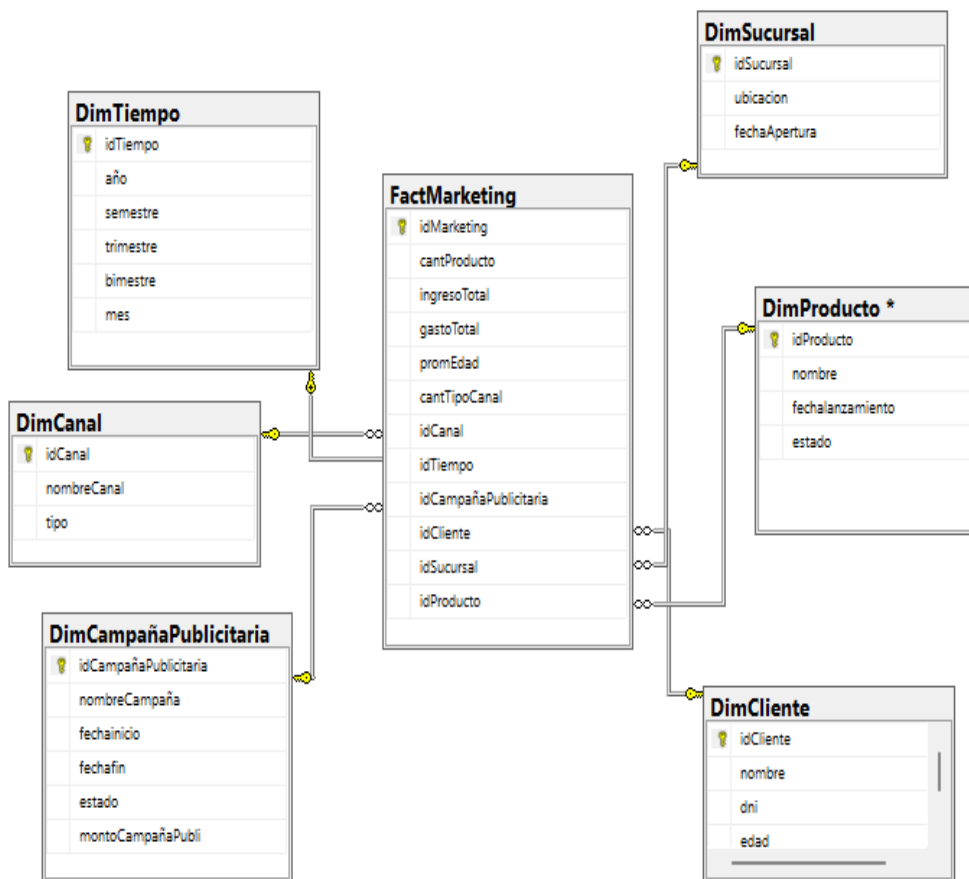 DimSucursal
idSucursal
ubicacion
fechaApertura
DimTiempo
idTiempo
año
semestre
trimestre
bimestre
mes
FactMarketing
idMarketing
cantProducto
ingresoTotal
gastoTotal
promEdad
cantTipoCanal
idCanal
idTiempo
idCampañaPublicitaria
idCliente
idSucursal
idProducto
DimProducto *
idProducto
nombre
fechalanzamiento
estado
DimCanal
idCanal
nombreCanal
tipo
DimCampañaPublicitaria
idCampañaPublicitaria
nombreCampaña
fechainicio
fechafin
estado
montoCampañaPubli
DimCliente
idCliente
nombre
dni
edad